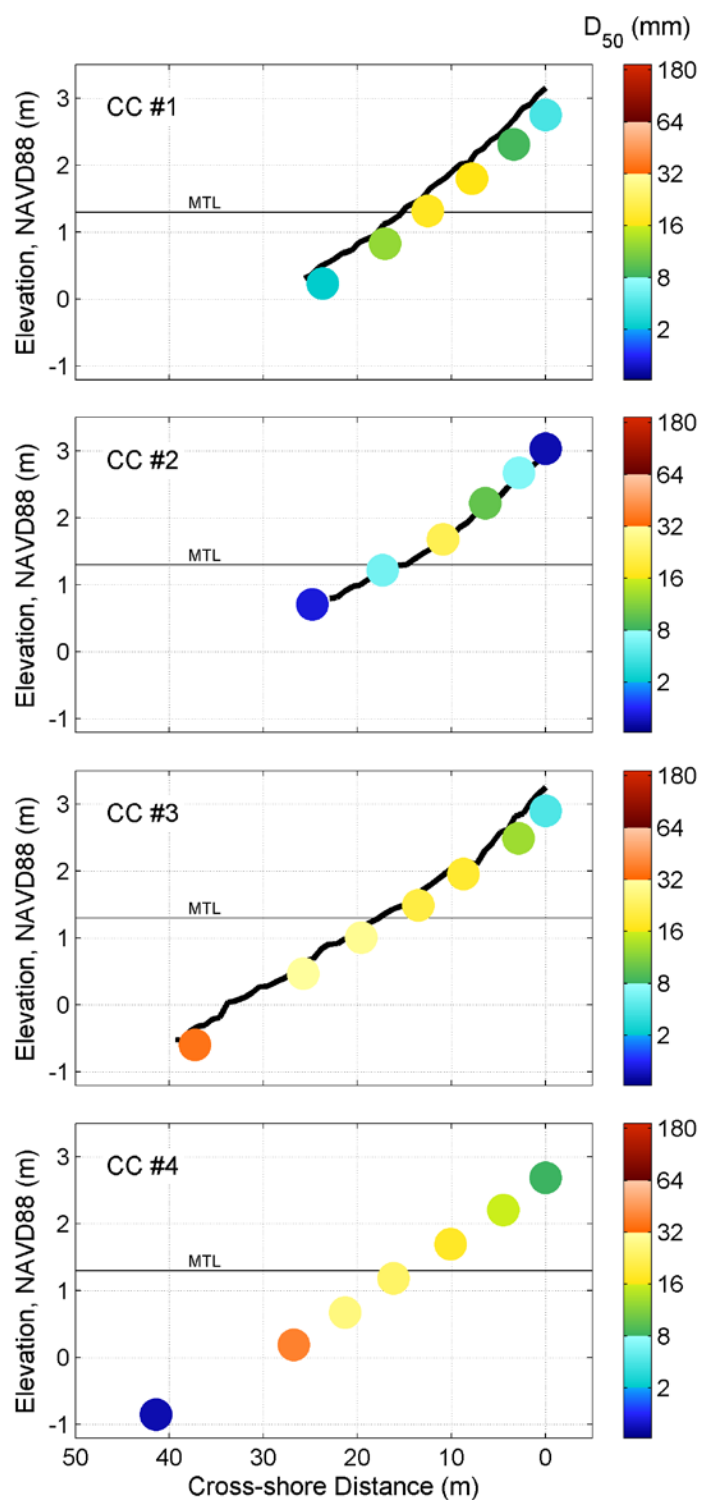 D50 (mm)
CC #1
MTL
Elevation, NAVD88 (m)
3
2
1
0
-1
180
64
32
16
8
2
CC #2
MTL
Elevation, NAVD88 (m)
3
2
1
0
-1
180
64
32
16
8
2
CC #3
MTL
Elevation, NAVD88 (m)
3
2
1
0
-1
180
64
32
16
8
2
CC #4
MTL
Elevation, NAVD88 (m)
3
2
1
0
-1
180
64
32
16
8
2
50 40 30 20 10 0
Cross-shore Distance (m)